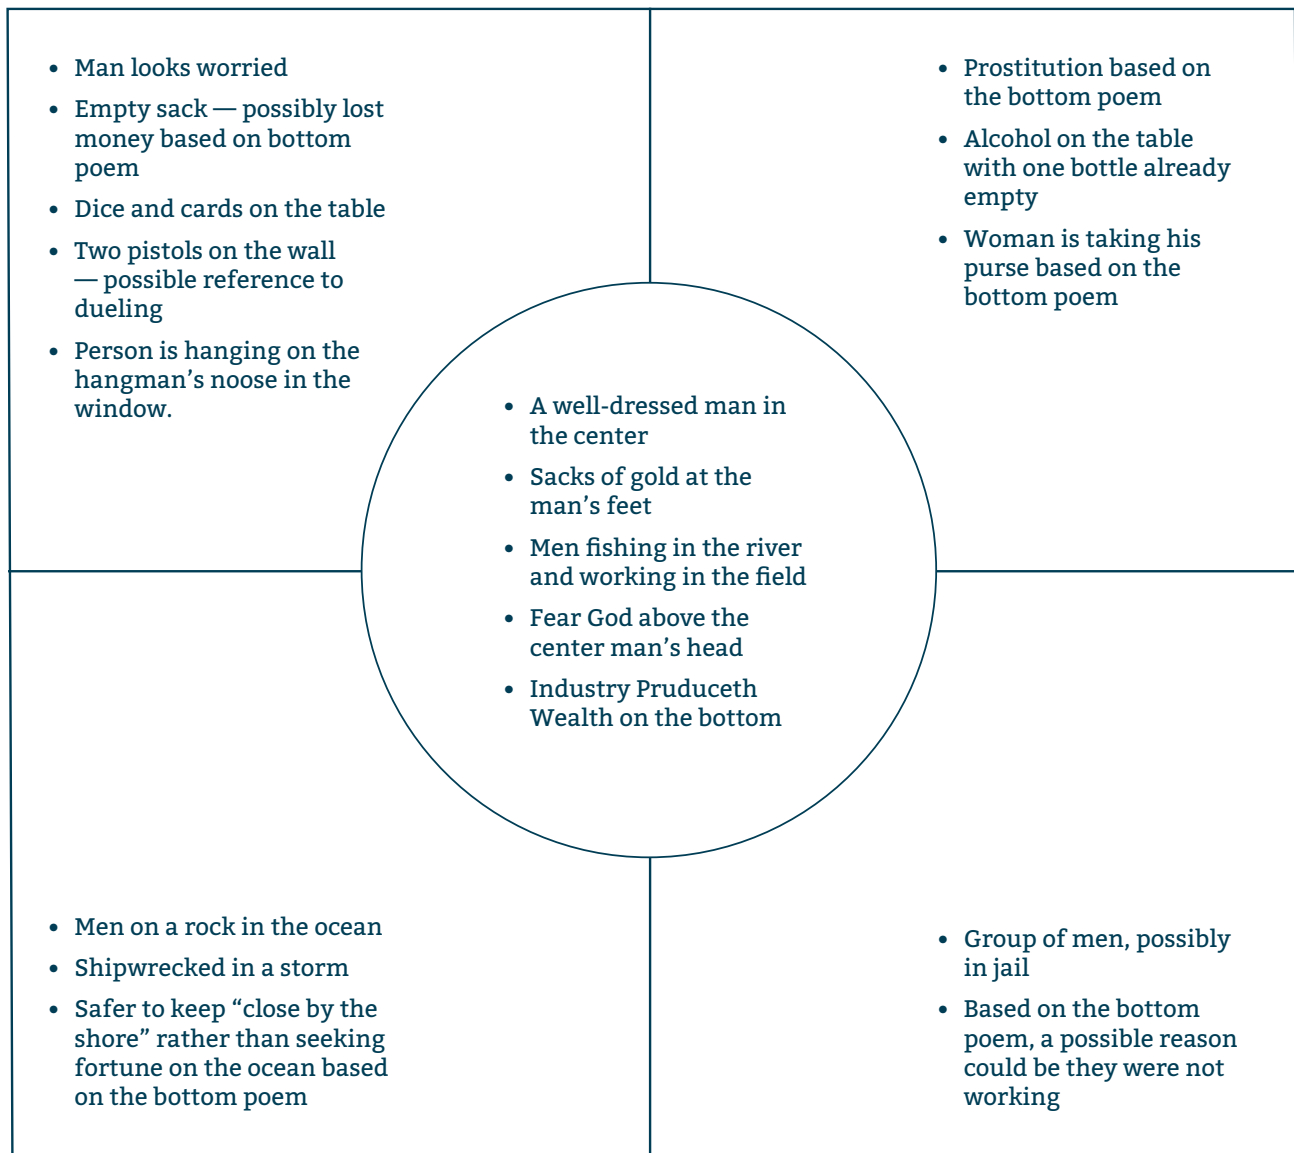 • Man looks worried
• Empty sack — possibly lost
money based on bottom
poem
• Dice and cards on the table
• Two pistols on the wall
— possible reference to
dueling
• Person is hanging on the
hangman’s noose in the
window.
• Prostitution based on
the bottom poem
• Alcohol on the table
with one bottle already
empty
• Woman is taking his
purse based on the
bottom poem
• A well-dressed man in
the center
• Sacks of gold at the
man’s feet
• Men fishing in the river
and working in the field
• Fear God above the
center man’s head
• Industry Pruduceth
Wealth on the bottom
• Men on a rock in the ocean
• Shipwrecked in a storm
• Safer to keep “close by the
shore” rather than seeking
fortune on the ocean based
on the bottom poem
• Group of men, possibly
in jail
• Based on the bottom
poem, a possible reason
could be they were not
working